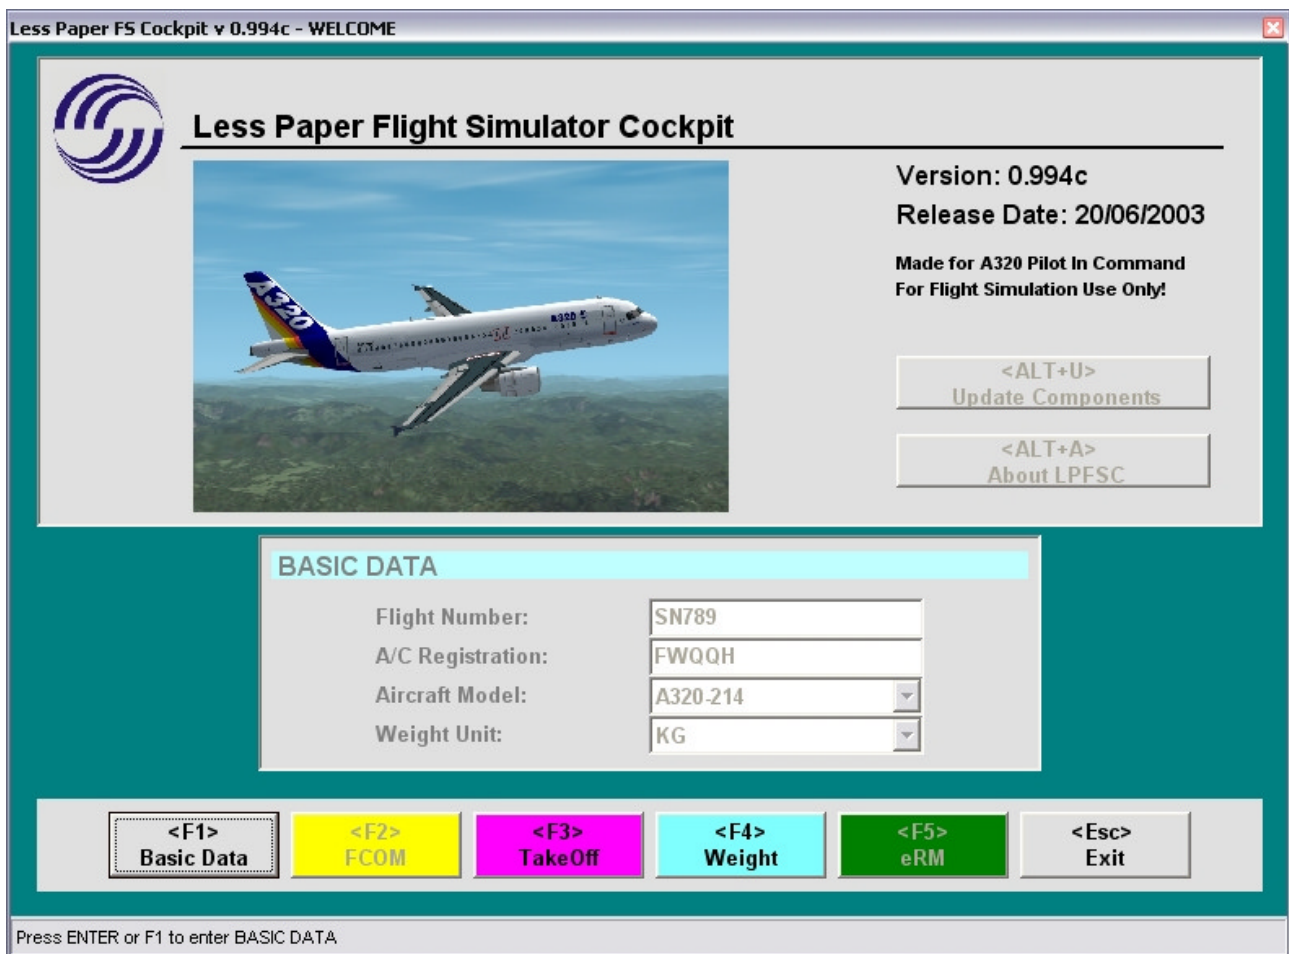 Less Paper FS Cockpit v 0.994c - WELCOME
Less Paper Flight Simulator Cockpit
A320
A320
Version: 0.994c
Release Date: 20/06/2003
Made for A320 Pilot In Command
For Flight Simulation Use Only!
<ALT+U>
Update Components
<ALT+A>
About LPFSC
BASIC DATA
Flight Number: SN789
A/C Registration: FWQQH
Aircraft Model: A320-214
Weight Unit: KG
<F1>
Basic Data
<F2>
FCOM
<F3>
TakeOff
<F4>
Weight
<F5>
eRM
<Esc>
Exit
Press ENTER or F1 to enter BASIC DATA